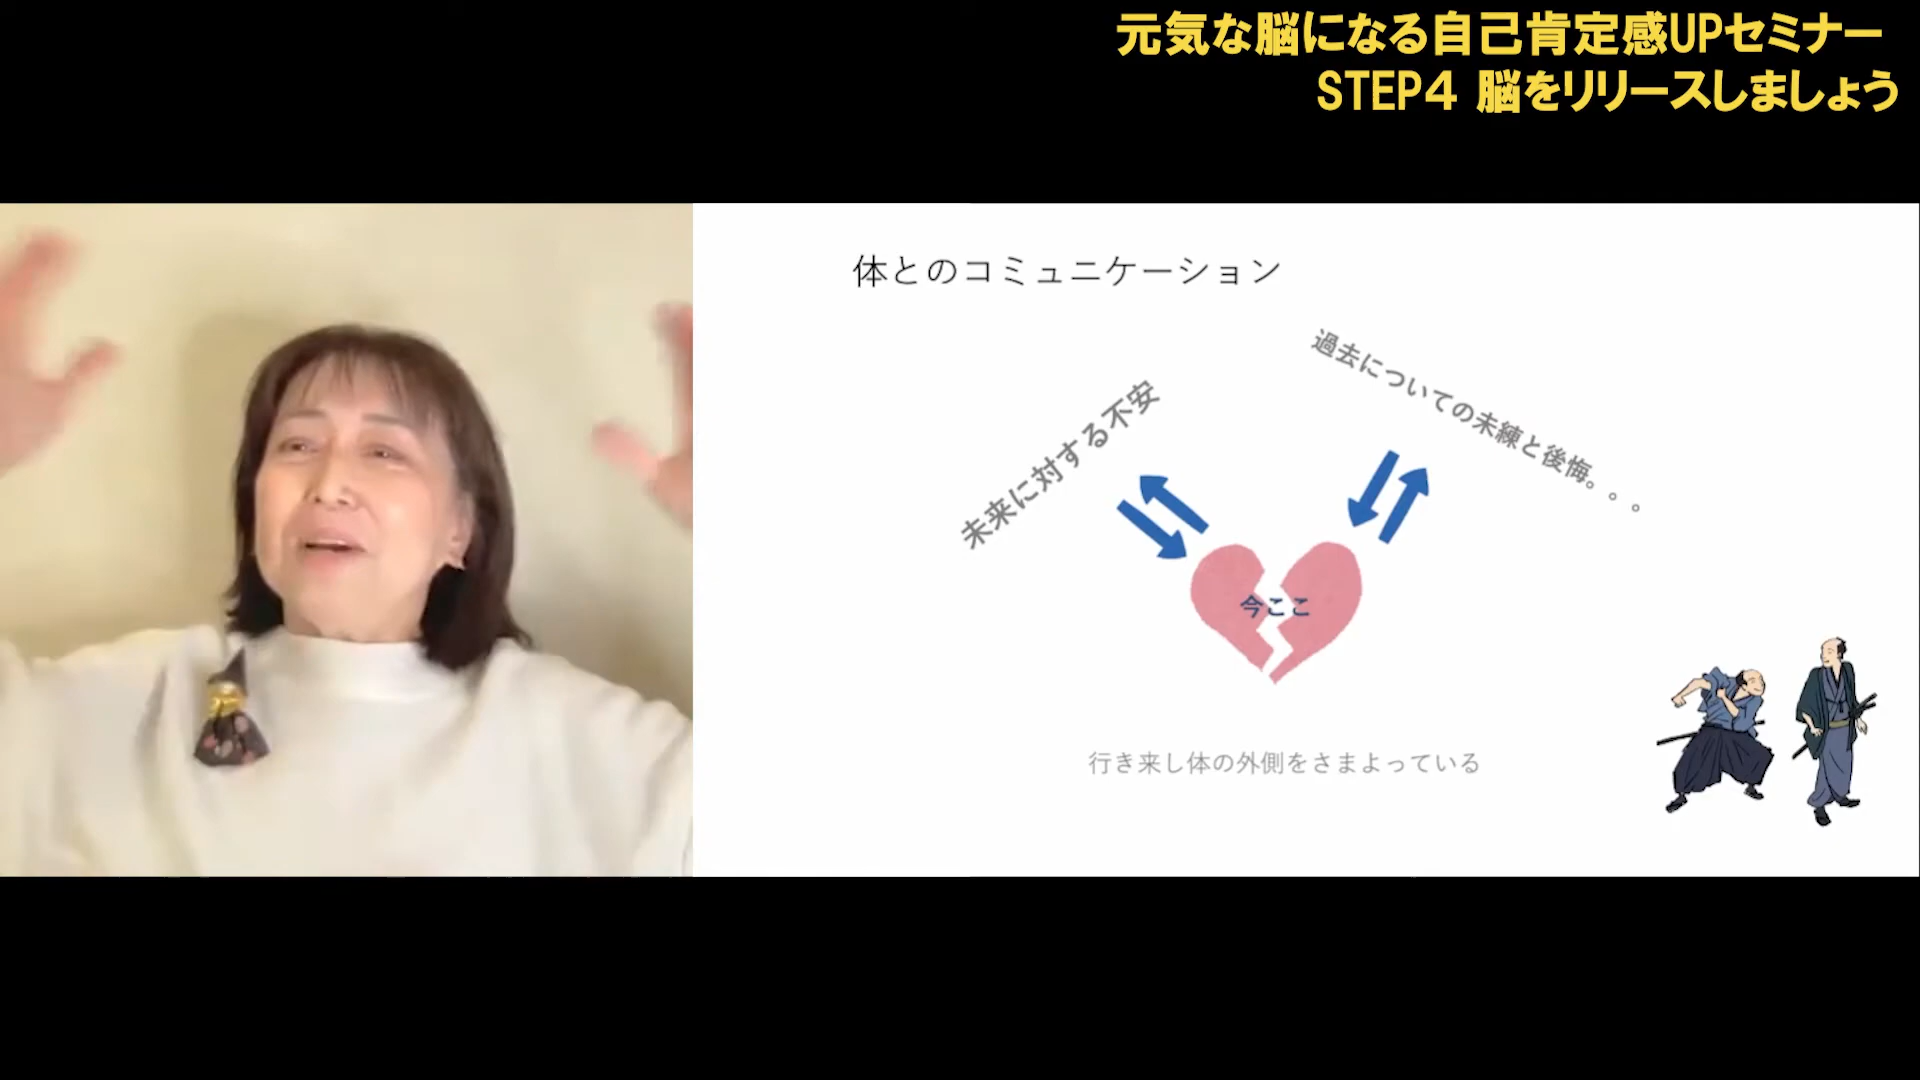 元気な脳になる自己肯定感UPセミナー
STEP4 脳をリリースしましょう
体とのコミュニケーション
過去についての未練と後悔。。。
未来に対する不安
今ここ
行き来し体の外側をさまよっている